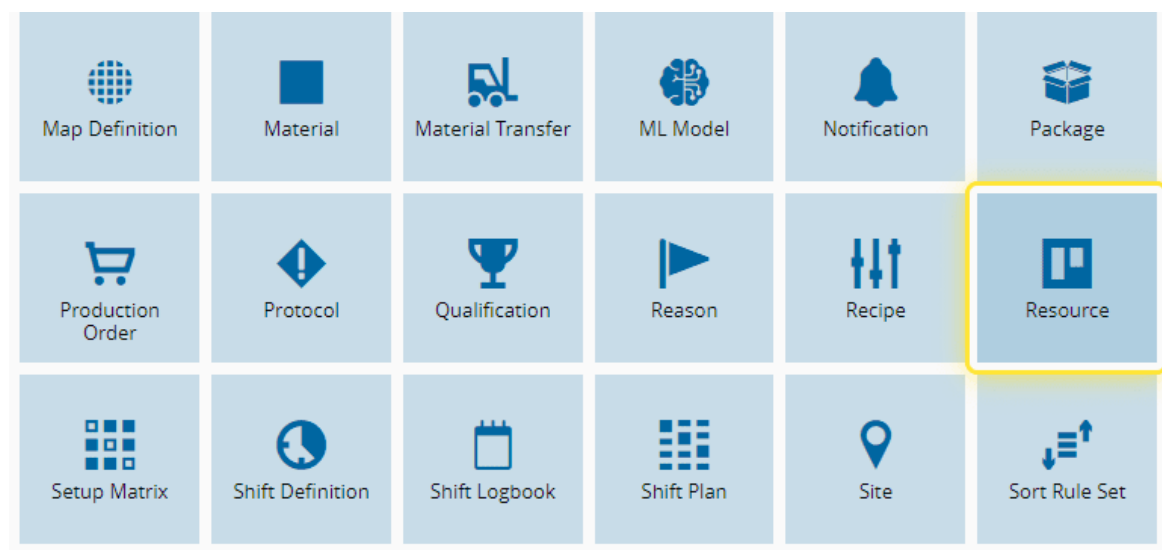 Map Definition
Material
Material Transfer
ML Model
Notification
Package
Production
Order
Protocol
Qualification
Reason
Recipe
Resource
Setup Matrix
Shift Definition
Shift Logbook
Shift Plan
Site
Sort Rule Set